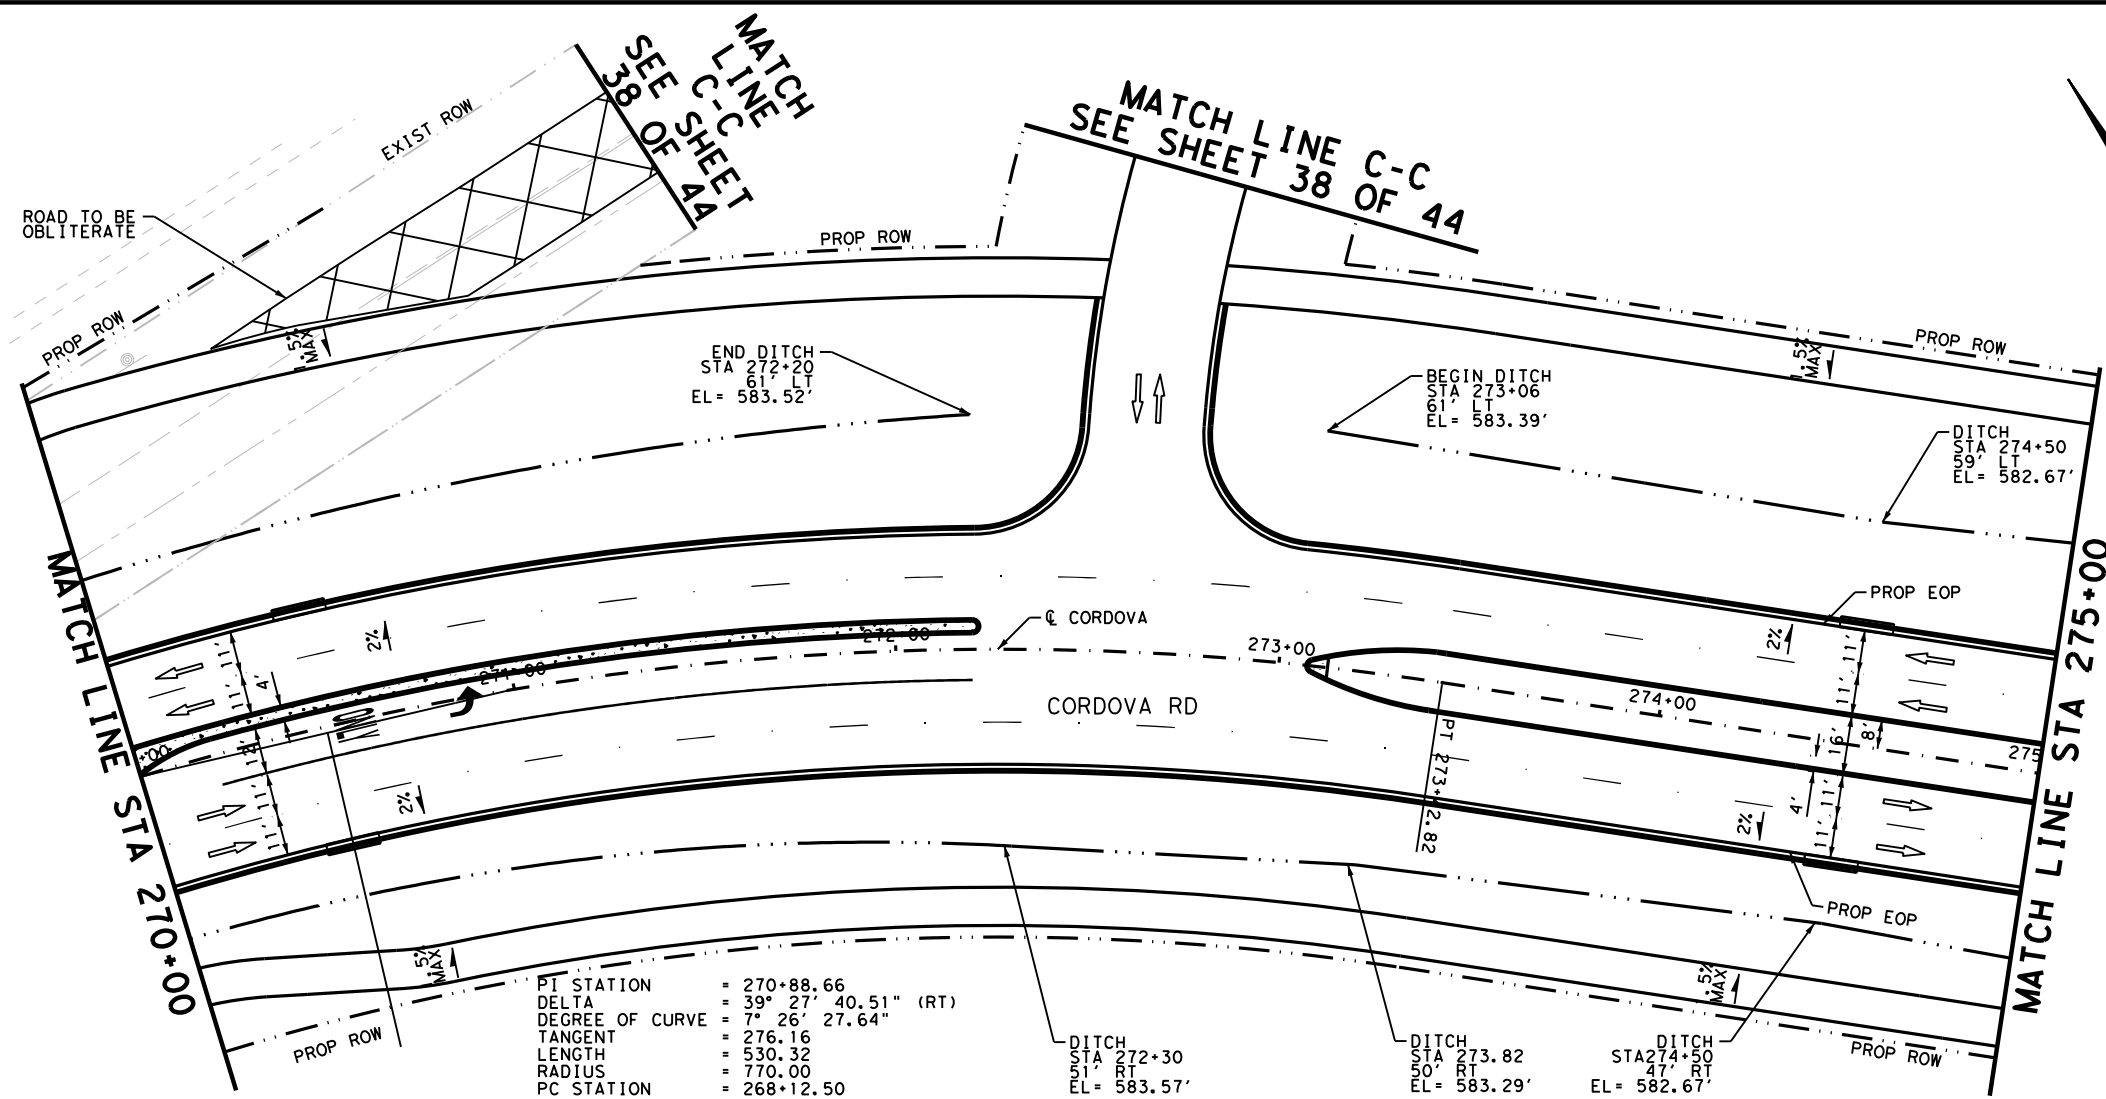 MATCH
LINE
C-C
SEE SHEET
38 OF 44
MATCH LINE C-C
SEE SHEET 38 OF 44
EXIST ROW
ROAD TO BE
OBLITERATE
PROP ROW
PROP ROW
PROP ROW
MAX
END DITCH
STA 272+20
61' LT
EL= 583.52'
BEGIN DITCH
STA 273+06
61' LT
EL= 583.39'
5%
MAX
DITCH
STA 274+50
59' LT
EL= 582.67'
MATCH LINE STA 270+00
MATCH LINE STA 275+00
PROP EOP
℄ CORDOVA
CORDOVA RD
2%
2%
2%
2%
271+00
272+00
273+00
274+00
275
+00
11'
11'
4'
12'
11'
11'
11'
11'
16'
8'
4'
11'
11'
PT 273+42.82
PROP EOP
5%
MAX
5%
MAX
PROP ROW
PROP ROW
PI STATION = 270+88.66
DELTA = 39° 27' 40.51" (RT)
DEGREE OF CURVE = 7° 26' 27.64"
TANGENT = 276.16
LENGTH = 530.32
RADIUS = 770.00
PC STATION = 268+12.50
DITCH
STA 272+30
51' RT
EL= 583.57'
DITCH
STA 273.82
50' RT
EL= 583.29'
DITCH
STA274+50
47' RT
EL= 582.67'